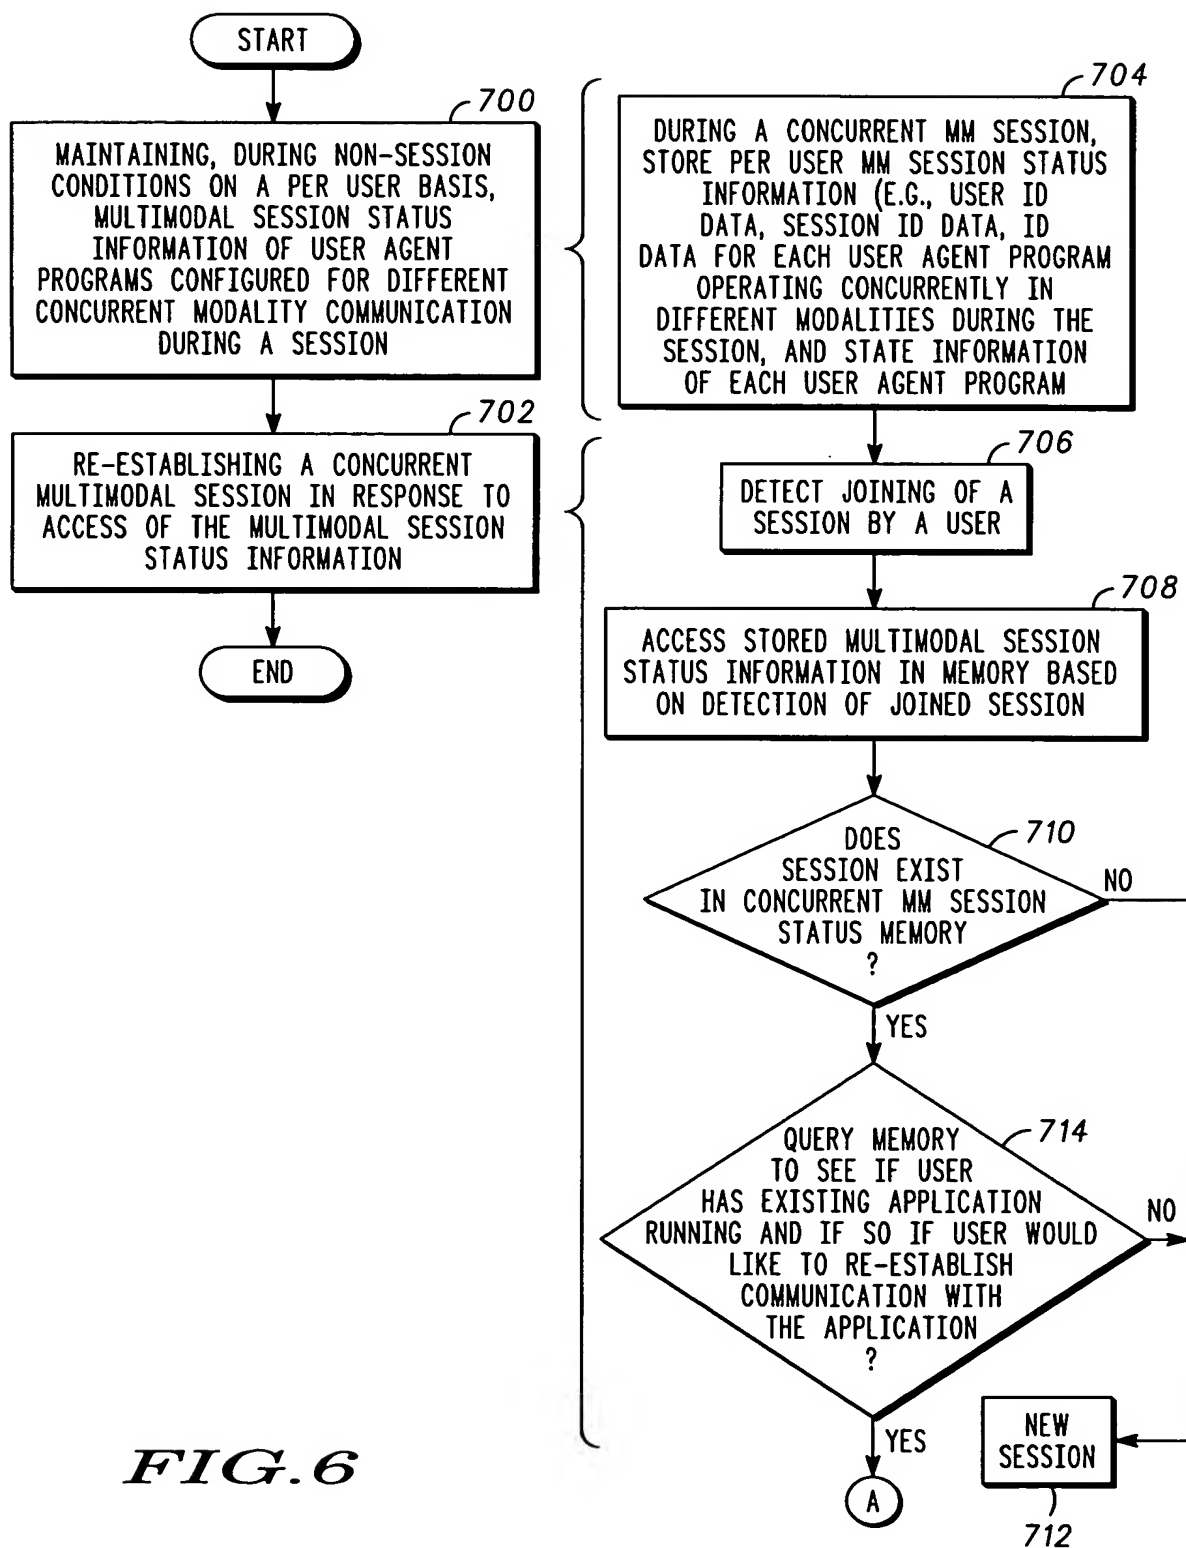 START
700
MAINTAINING, DURING NON-SESSION
CONDITIONS ON A PER USER BASIS,
MULTIMODAL SESSION STATUS
INFORMATION OF USER AGENT
PROGRAMS CONFIGURED FOR DIFFERENT
CONCURRENT MODALITY COMMUNICATION
DURING A SESSION
702
RE-ESTABLISHING A CONCURRENT
MULTIMODAL SESSION IN RESPONSE TO
ACCESS OF THE MULTIMODAL SESSION
STATUS INFORMATION
END
704
DURING A CONCURRENT MM SESSION,
STORE PER USER MM SESSION STATUS
INFORMATION (E.G., USER ID
DATA, SESSION ID DATA, ID
DATA FOR EACH USER AGENT PROGRAM
OPERATING CONCURRENTLY IN
DIFFERENT MODALITIES DURING THE
SESSION, AND STATE INFORMATION
OF EACH USER AGENT PROGRAM
706
DETECT JOINING OF A
SESSION BY A USER
708
ACCESS STORED MULTIMODAL SESSION
STATUS INFORMATION IN MEMORY BASED
ON DETECTION OF JOINED SESSION
710
DOES
SESSION EXIST
IN CONCURRENT MM SESSION
STATUS MEMORY
?
NO
YES
714
QUERY MEMORY
TO SEE IF USER
HAS EXISTING APPLICATION
RUNNING AND IF SO IF USER WOULD
LIKE TO RE-ESTABLISH
COMMUNICATION WITH
THE APPLICATION
?
NO
YES
A
NEW
SESSION
712
FIG.6